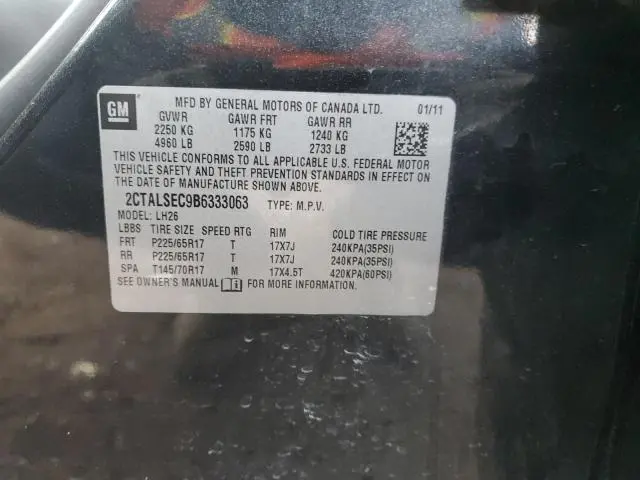 GM
MFD BY GENERAL MOTORS OF CANADA LTD. 01/11
GVWR GAWR FRT GAWR RR
2250 KG 1175 KG 1240 KG
4960 LB 2590 LB 2733 LB
THIS VEHICLE CONFORMS TO ALL APPLICABLE U.S. FEDERAL MOTOR
VEHICLE SAFETY AND THEFT PREVENTION STANDARDS IN EFFECT ON
THE DATE OF MANUFACTURE SHOWN ABOVE.
2CTALSEC9B6333063 TYPE: M.P.V.
MODEL: LH26
LBBS TIRE SIZE SPEED RTG RIM COLD TIRE PRESSURE
FRT P225/65R17 T 17X7J 240KPA(35PSI)
RR P225/65R17 T 17X7J 240KPA(35PSI)
SPA T145/70R17 M 17X4.5T 420KPA(60PSI)
SEE OWNER'S MANUAL FOR MORE INFORMATION.